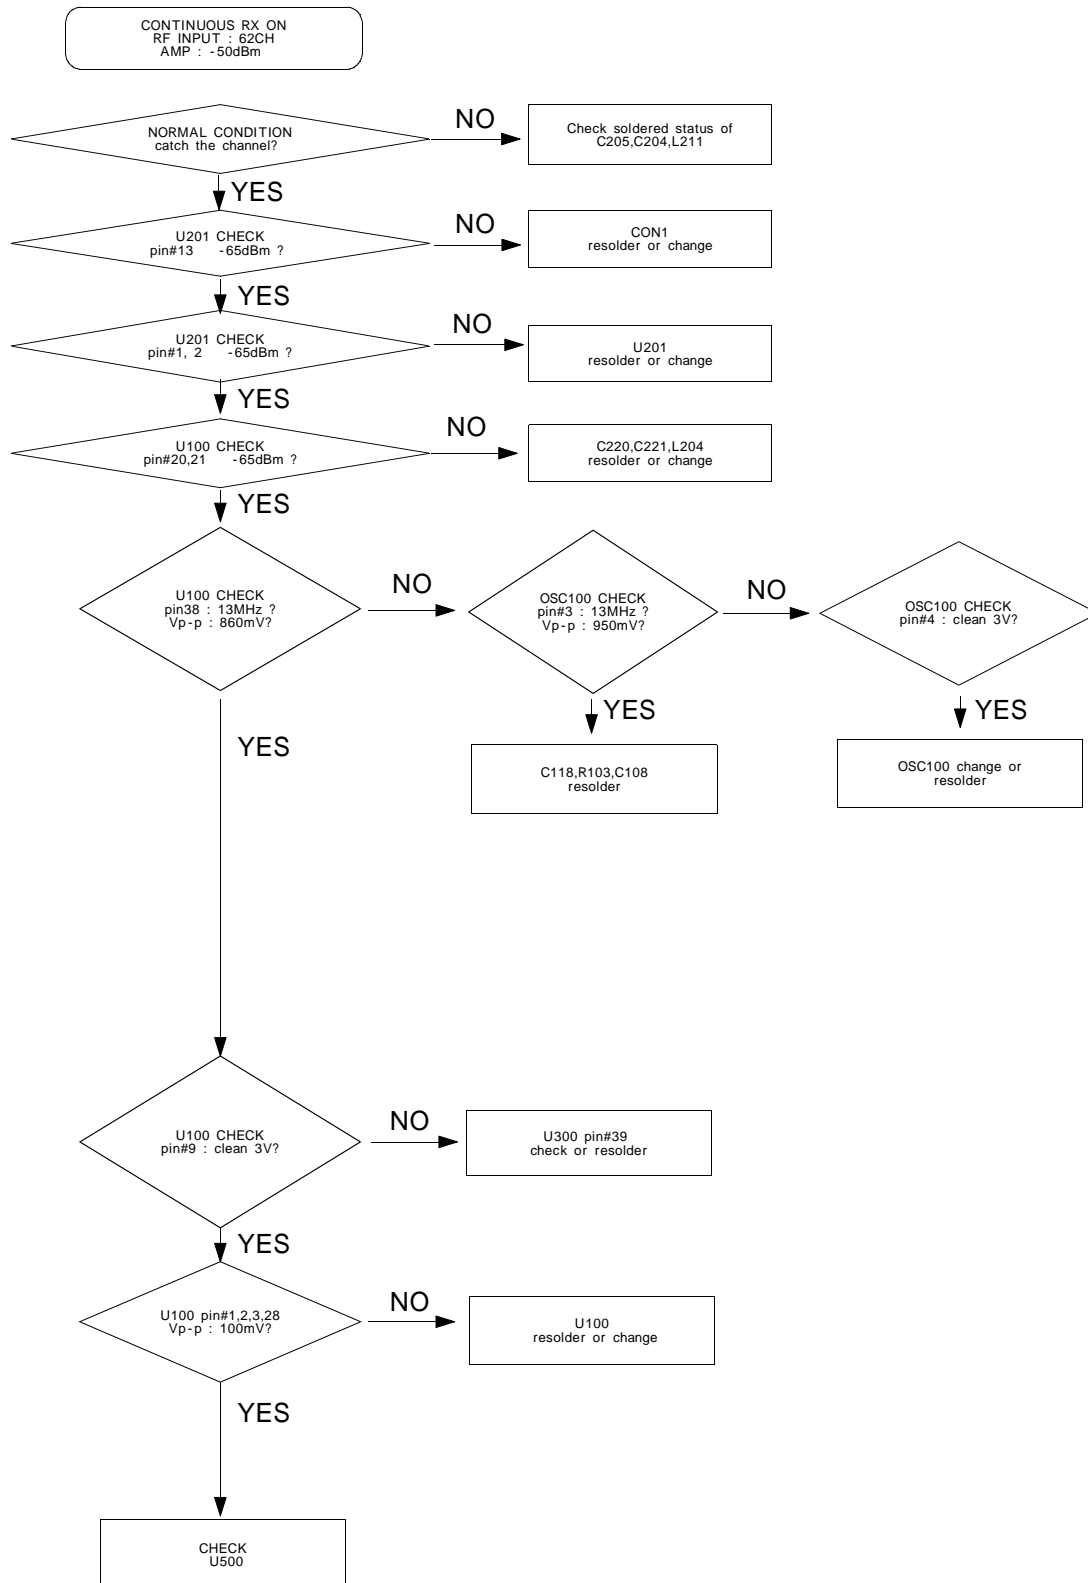 CONTINUOUS RX ON
RF INPUT : 62CH
AMP : -50dBm
NORMAL CONDITION
catch the channel?
NO
Check soldered status of
C205,C204,L211
YES
U201 CHECK
pin#13 -65dBm ?
NO
CON1
resolder or change
YES
U201 CHECK
pin#1, 2 -65dBm ?
NO
U201
resolder or change
YES
U100 CHECK
pin#20,21 -65dBm ?
NO
C220,C221,L204
resolder or change
YES
U100 CHECK
pin38 : 13MHz ?
Vp-p : 860mV?
NO
OSC100 CHECK
pin#3 : 13MHz ?
Vp-p : 950mV?
NO
OSC100 CHECK
pin#4 : clean 3V?
YES
YES
YES
C118,R103,C108
resolder
OSC100 change or
resolder
U100 CHECK
pin#9 : clean 3V?
NO
U300 pin#39
check or resolder
YES
U100 pin#1,2,3,28
Vp-p : 100mV?
NO
U100
resolder or change
YES
CHECK
U500